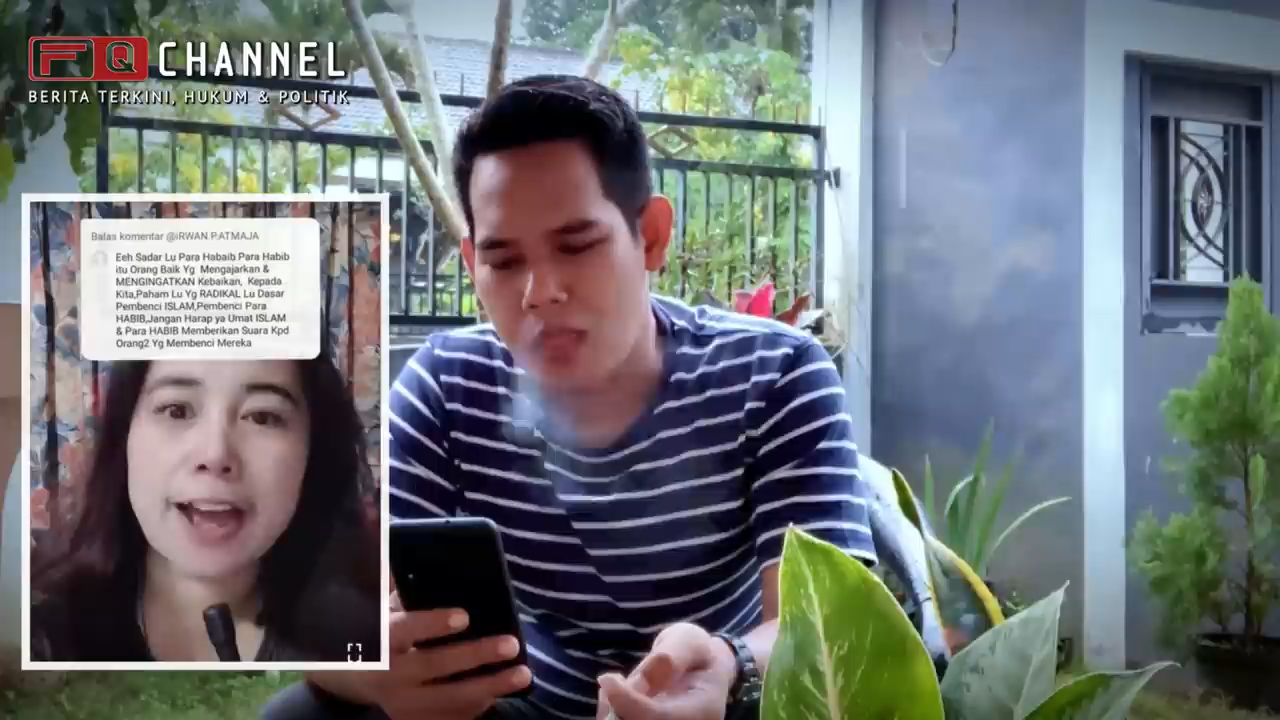 FQ CHANNEL
BERITA TERKINI, HUKUM & POLITIK
Balas komentar @IRWAN P.ATMAJA
Eeh Sadar Lu Para Habaib Para Habib
itu Orang Baik Yg Mengajarkan &
MENGINGATKAN Kebaikan, Kepada
Kita,Paham Lu Yg RADIKAL Lu Dasar
Pembenci ISLAM,Pembenci Para
HABIB,Jangan Harap ya Umat ISLAM
& Para HABIB Memberikan Suara Kpd
Orang2 Yg Membenci Mereka